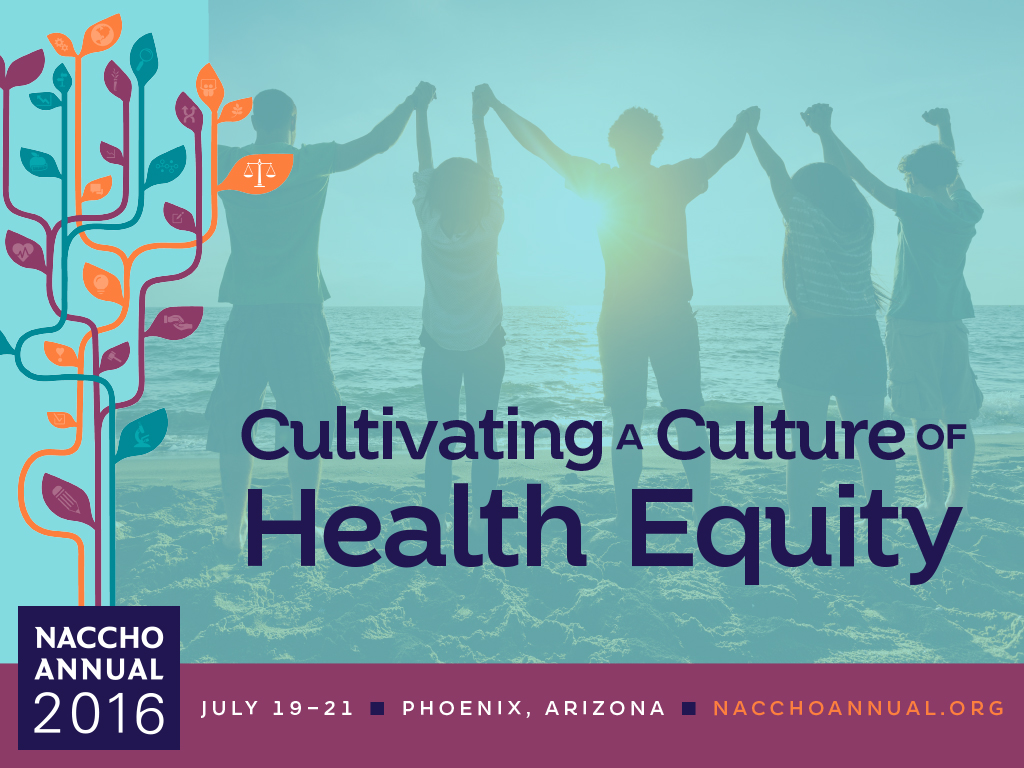 Cultivating A Culture OF
Health Equity
NACCHO
ANNUAL
2016
JULY 19–21 ■ PHOENIX, ARIZONA ■ NACCHOANNUAL.ORG